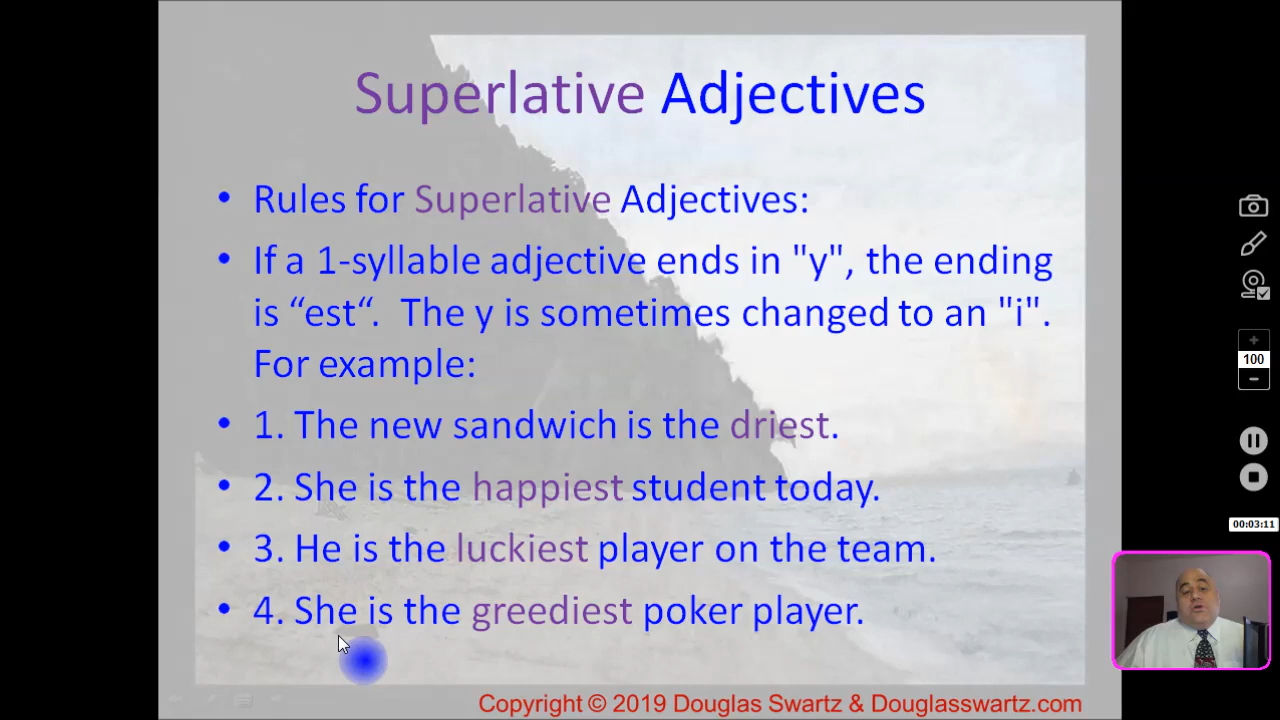 Superlative Adjectives
• Rules for Superlative Adjectives:
• If a 1-syllable adjective ends in "y", the ending
is “est“.  The y is sometimes changed to an "i".
For example:
• 1. The new sandwich is the driest.
• 2. She is the happiest student today.
• 3. He is the luckiest player on the team.
• 4. She is the greediest poker player.
Copyright © 2019 Douglas Swartz & Douglasswartz.com
100
00:03:11